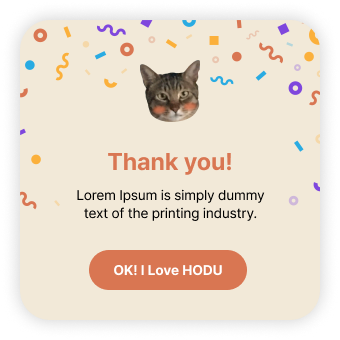 Thank you!
Lorem Ipsum is simply dummy
text of the printing industry.
OK! I Love HODU